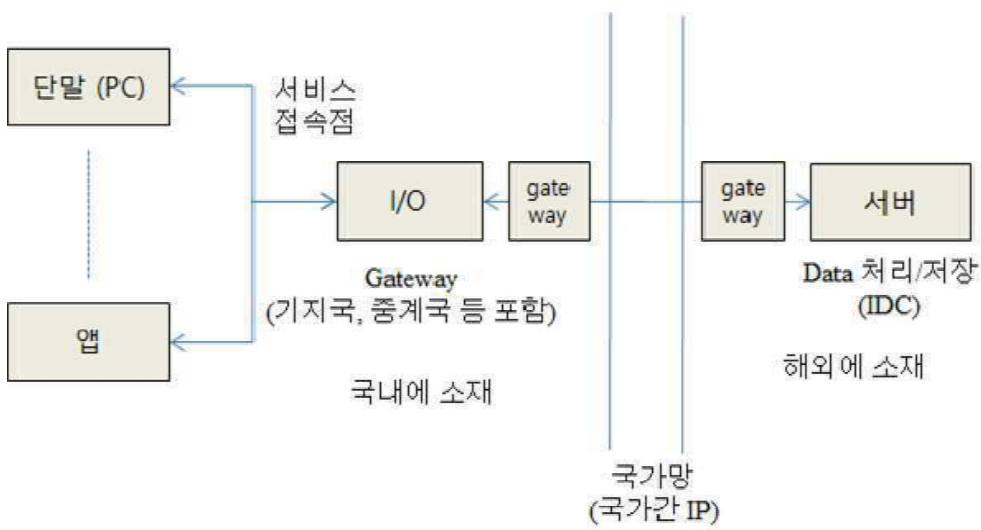 단말 (PC)
서비스
접속점
I/O
gate
way
gate
way
서버
Gateway
(기지국, 중계국 등 포함)
Data 처리/저장
(IDC)
앱
국내에 소재
해외에 소재
국가망
(국가간 IP)